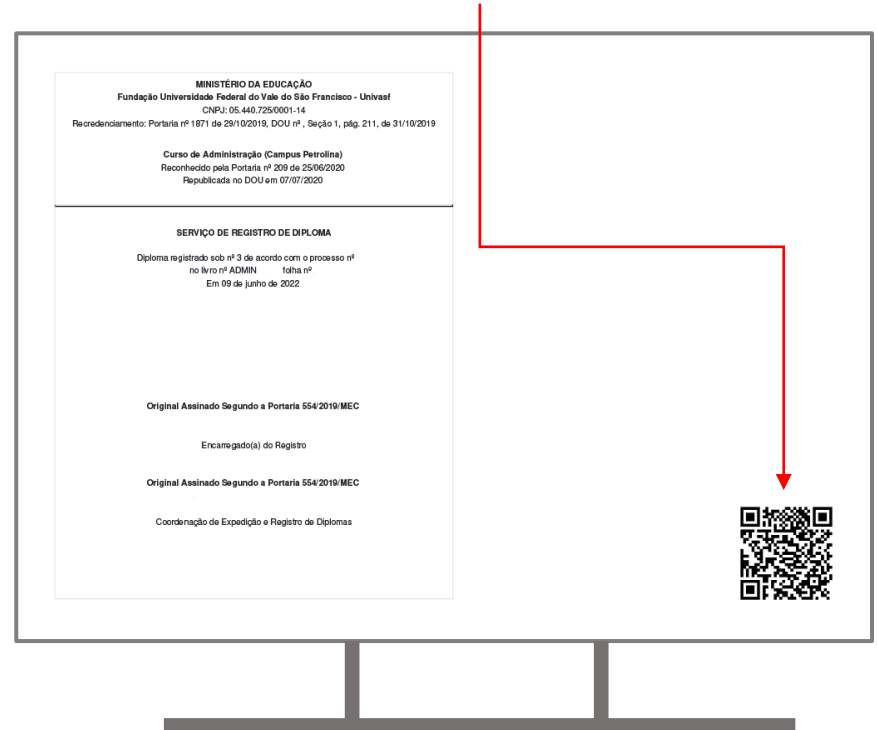 MINISTÉRIO DA EDUCAÇÃO
Fundação Universidade Federal do Vale do São Francisco - Univasf
CNPJ: 05.440.725/0001-14
Recredenciamento: Portaria nº 1871 de 29/10/2019, DOU nº , Seção 1, pág. 211, de 31/10/2019
Curso de Administração (Campus Petrolina)
Reconhecido pela Portaria nº 209 de 25/06/2020
Republicada no DOU em 07/07/2020
SERVIÇO DE REGISTRO DE DIPLOMA
Diploma registrado sob nº 3 de acordo com o processo nº
no livro nº ADMIN folha nº
Em 09 de junho de 2022
Original Assinado Segundo a Portaria 554/2019/MEC
Encarregado(a) do Registro
Original Assinado Segundo a Portaria 554/2019/MEC
Coordenação de Expedição e Registro de Diplomas